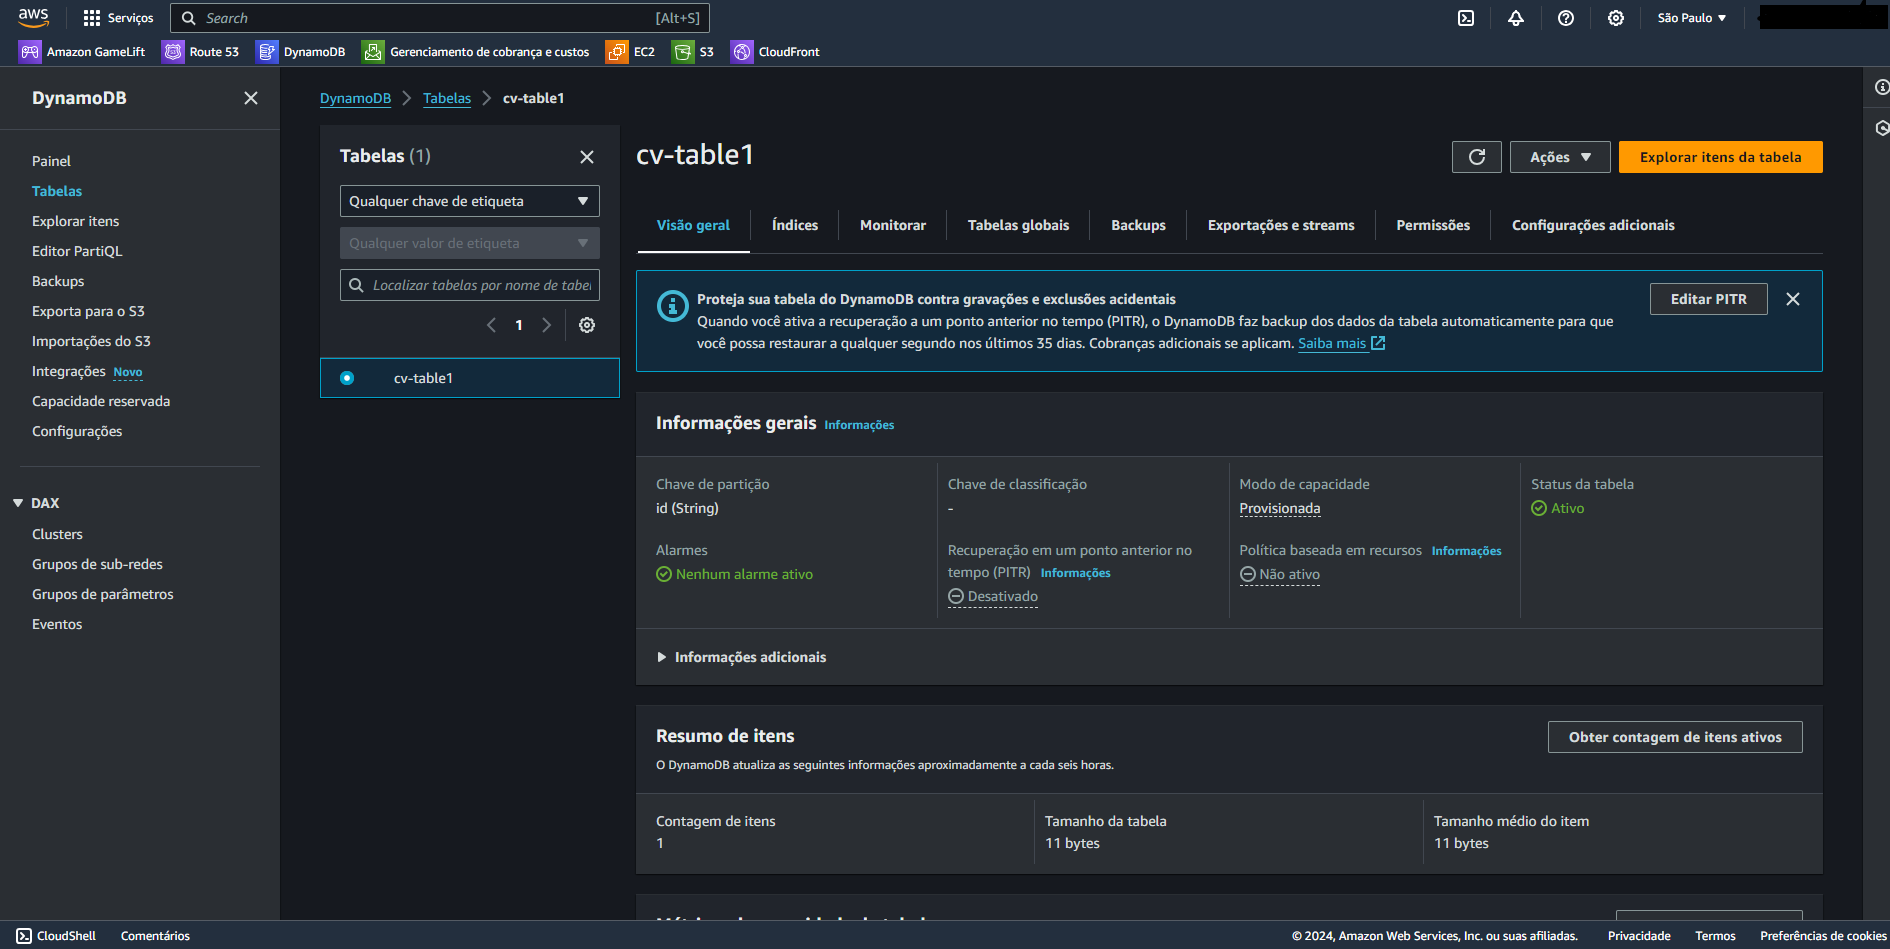 aws
Serviços
Search
[Alt+S]
São Paulo ▼
Amazon GameLift
Route 53
DynamoDB
Gerenciamento de cobrança e custos
EC2
S3
CloudFront
DynamoDB
Painel
Tabelas
Explorar itens
Editor PartiQL
Backups
Exporta para o S3
Importações do S3
Integrações Novo
Capacidade reservada
Configurações
DAX
Clusters
Grupos de sub-redes
Grupos de parâmetros
Eventos
DynamoDB > Tabelas > cv-table1
Tabelas (1)
Qualquer chave de etiqueta
Qualquer valor de etiqueta
Localizar tabelas por nome de tabel
1
cv-table1
cv-table1
Ações ▼
Explorar itens da tabela
Visão geral
Índices
Monitorar
Tabelas globais
Backups
Exportações e streams
Permissões
Configurações adicionais
Proteja sua tabela do DynamoDB contra gravações e exclusões acidentais
Quando você ativa a recuperação a um ponto anterior no tempo (PITR), o DynamoDB faz backup dos dados da tabela automaticamente para que
você possa restaurar a qualquer segundo nos últimos 35 dias. Cobranças adicionais se aplicam. Saiba mais
Editar PITR
Informações gerais Informações
Chave de partição
id (String)
Chave de classificação
-
Modo de capacidade
Provisionada
Status da tabela
Ativo
Alarmes
Nenhum alarme ativo
Recuperação em um ponto anterior no
tempo (PITR) Informações
Desativado
Política baseada em recursos Informações
Não ativo
Informações adicionais
Resumo de itens
O DynamoDB atualiza as seguintes informações aproximadamente a cada seis horas.
Obter contagem de itens ativos
Contagem de itens
1
Tamanho da tabela
11 bytes
Tamanho médio do item
11 bytes
CloudShell
Comentários
© 2024, Amazon Web Services, Inc. ou suas afiliadas.
Privacidade
Termos
Preferências de cookies